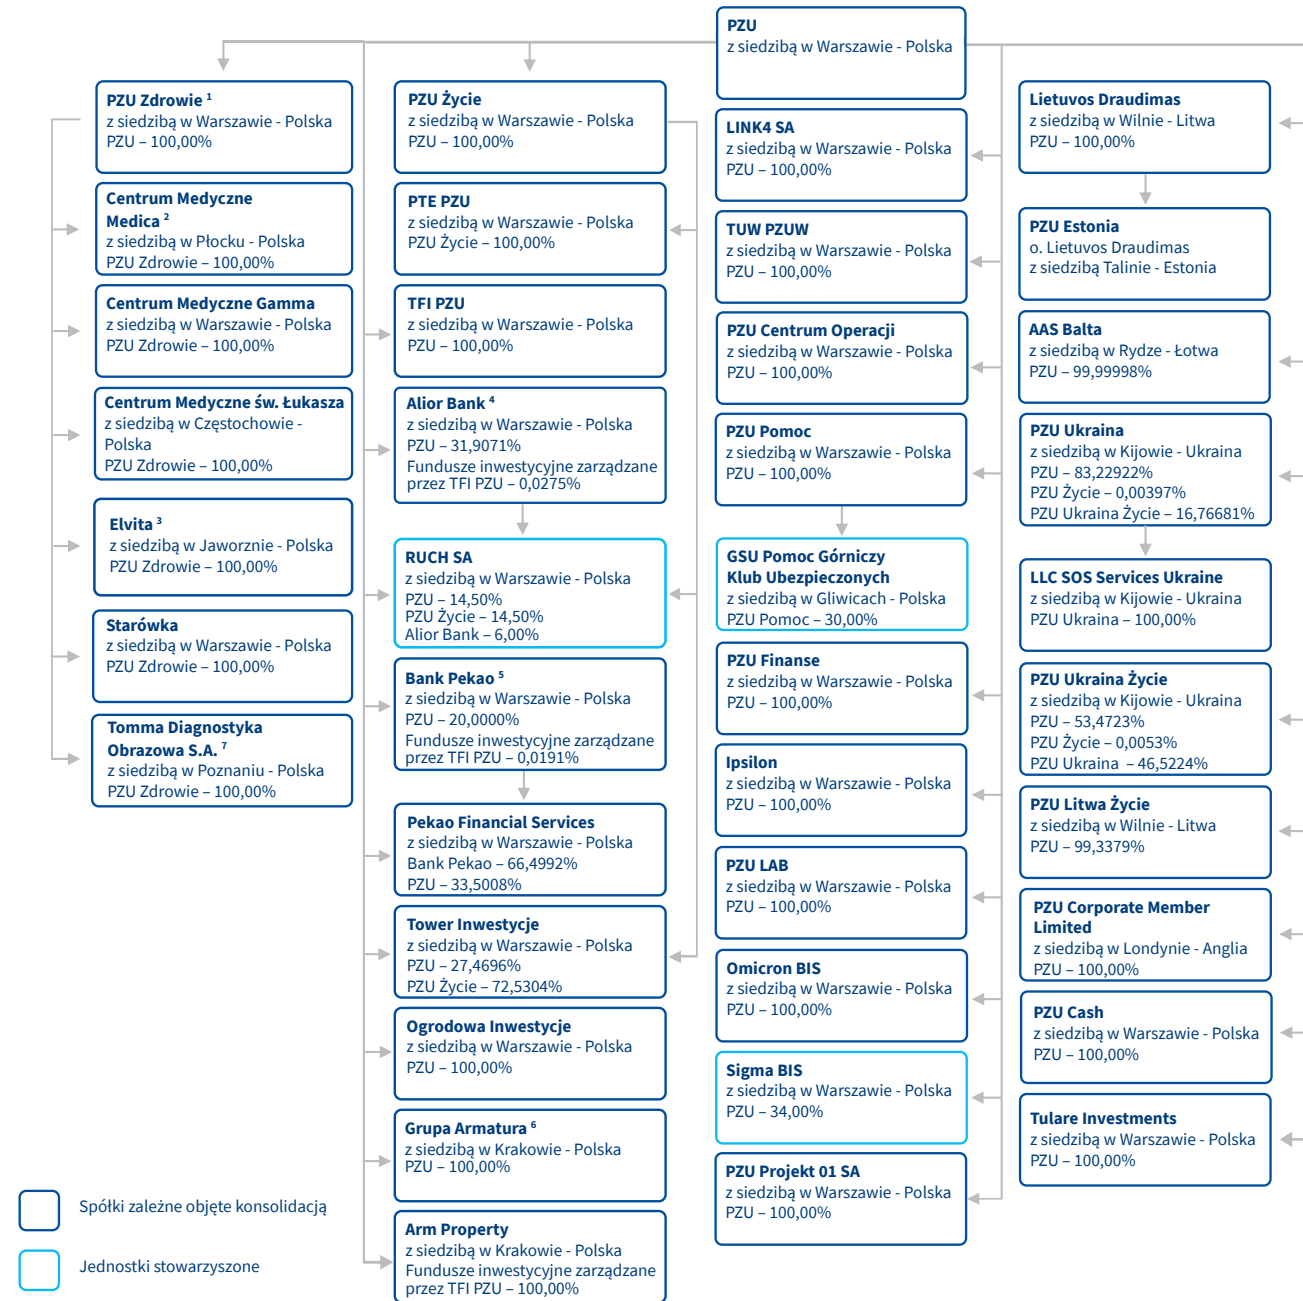 PZU
z siedzibą w Warszawie - Polska
PZU Zdrowie ¹
z siedzibą w Warszawie - Polska
PZU – 100,00%
Centrum Medyczne
Medica ²
z siedzibą w Płocku - Polska
PZU Zdrowie – 100,00%
Centrum Medyczne Gamma
z siedzibą w Warszawie - Polska
PZU Zdrowie – 100,00%
Centrum Medyczne św. Łukasza
z siedzibą w Częstochowie -
Polska
PZU Zdrowie – 100,00%
Elvita ³
z siedzibą w Jaworznie - Polska
PZU Zdrowie – 100,00%
Starówka
z siedzibą w Warszawie - Polska
PZU Zdrowie – 100,00%
Tomma Diagnostyka
Obrazowa S.A. ⁷
z siedzibą w Poznaniu - Polska
PZU Zdrowie – 100,00%
PZU Życie
z siedzibą w Warszawie - Polska
PZU – 100,00%
PTE PZU
z siedzibą w Warszawie - Polska
PZU Życie – 100,00%
TFI PZU
z siedzibą w Warszawie - Polska
PZU – 100,00%
Alior Bank ⁴
z siedzibą w Warszawie - Polska
PZU – 31,9071%
Fundusze inwestycyjne zarządzane
przez TFI PZU – 0,0275%
RUCH SA
z siedzibą w Warszawie - Polska
PZU – 14,50%
PZU Życie – 14,50%
Alior Bank – 6,00%
Bank Pekao ⁵
z siedzibą w Warszawie - Polska
PZU – 20,0000%
Fundusze inwestycyjne zarządzane
przez TFI PZU – 0,0191%
Pekao Financial Services
z siedzibą w Warszawie - Polska
Bank Pekao – 66,4992%
PZU – 33,5008%
Tower Inwestycje
z siedzibą w Warszawie - Polska
PZU – 27,4696%
PZU Życie – 72,5304%
Ogrodowa Inwestycje
z siedzibą w Warszawie - Polska
PZU – 100,00%
Grupa Armatura ⁶
z siedzibą w Krakowie - Polska
PZU – 100,00%
Arm Property
z siedzibą w Krakowie - Polska
Fundusze inwestycyjne zarządzane
przez TFI PZU – 100,00%
LINK4 SA
z siedzibą w Warszawie - Polska
PZU – 100,00%
TUW PZUW
z siedzibą w Warszawie - Polska
PZU – 100,00%
PZU Centrum Operacji
z siedzibą w Warszawie - Polska
PZU – 100,00%
PZU Pomoc
z siedzibą w Warszawie - Polska
PZU – 100,00%
GSU Pomoc Górniczy
Klub Ubezpieczonych
z siedzibą w Gliwicach - Polska
PZU Pomoc – 30,00%
PZU Finanse
z siedzibą w Warszawie - Polska
PZU – 100,00%
Ipsilon
z siedzibą w Warszawie - Polska
PZU – 100,00%
PZU LAB
z siedzibą w Warszawie - Polska
PZU – 100,00%
Omicron BIS
z siedzibą w Warszawie - Polska
PZU – 100,00%
Sigma BIS
z siedzibą w Warszawie - Polska
PZU – 34,00%
PZU Projekt 01 SA
z siedzibą w Warszawie - Polska
PZU – 100,00%
Lietuvos Draudimas
z siedzibą w Wilnie - Litwa
PZU – 100,00%
PZU Estonia
o. Lietuvos Draudimas
z siedzibą Talinie - Estonia
AAS Balta
z siedzibą w Rydze - Łotwa
PZU – 99,99998%
PZU Ukraina
z siedzibą w Kijowie - Ukraina
PZU – 83,22922%
PZU Życie – 0,00397%
PZU Ukraina Życie – 16,76681%
LLC SOS Services Ukraine
z siedzibą w Kijowie - Ukraina
PZU Ukraina – 100,00%
PZU Ukraina Życie
z siedzibą w Kijowie - Ukraina
PZU – 53,4723%
PZU Życie – 0,0053%
PZU Ukraina – 46,5224%
PZU Litwa Życie
z siedzibą w Wilnie - Litwa
PZU – 99,3379%
PZU Corporate Member
Limited
z siedzibą w Londynie - Anglia
PZU – 100,00%
PZU Cash
z siedzibą w Warszawie - Polska
PZU – 100,00%
Tulare Investments
z siedzibą w Warszawie - Polska
PZU – 100,00%
Spółki zależne objęte konsolidacją
Jednostki stowarzyszone